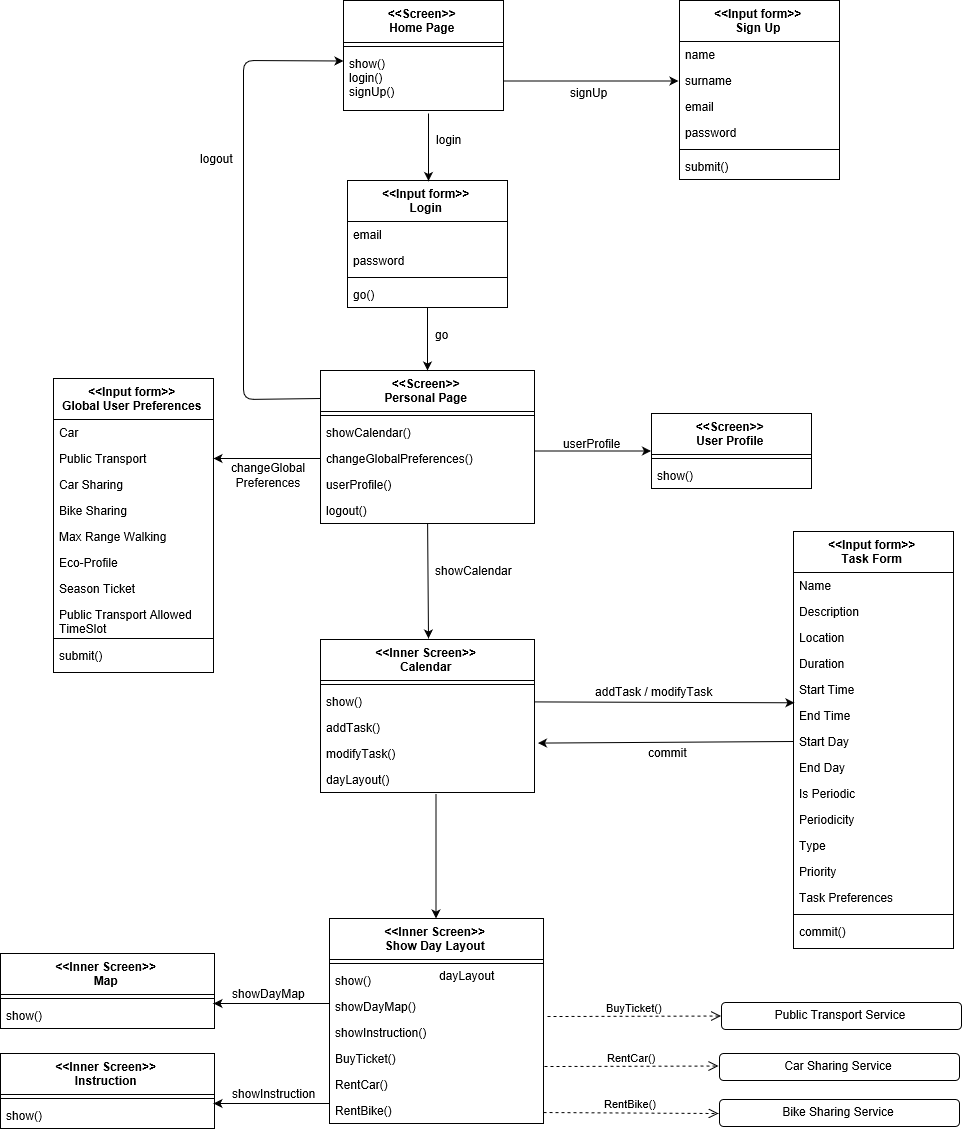 <<Screen>>
Home Page
show()
login()
signUp()
signUp
<<Input form>>
Sign Up
name
surname
email
password
submit()
logout
login
<<Input form>>
Login
email
password
go()
go
<<Input form>>
Global User Preferences
Car
Public Transport
Car Sharing
Bike Sharing
Max Range Walking
Eco-Profile
Season Ticket
Public Transport Allowed
TimeSlot
submit()
changeGlobal
Preferences
<<Screen>>
Personal Page
showCalendar()
changeGlobalPreferences()
userProfile()
logout()
userProfile
<<Screen>>
User Profile
show()
showCalendar
<<Inner Screen>>
Calendar
show()
addTask()
modifyTask()
dayLayout()
addTask / modifyTask
commit
<<Input form>>
Task Form
Name
Description
Location
Duration
Start Time
End Time
Start Day
End Day
Is Periodic
Periodicity
Type
Priority
Task Preferences
commit()
<<Inner Screen>>
Show Day Layout
dayLayout
show()
showDayMap()
showInstruction()
BuyTicket()
RentCar()
RentBike()
<<Inner Screen>>
Map
show()
showDayMap
<<Inner Screen>>
Instruction
show()
showInstruction
BuyTicket()
Public Transport Service
RentCar()
Car Sharing Service
RentBike()
Bike Sharing Service